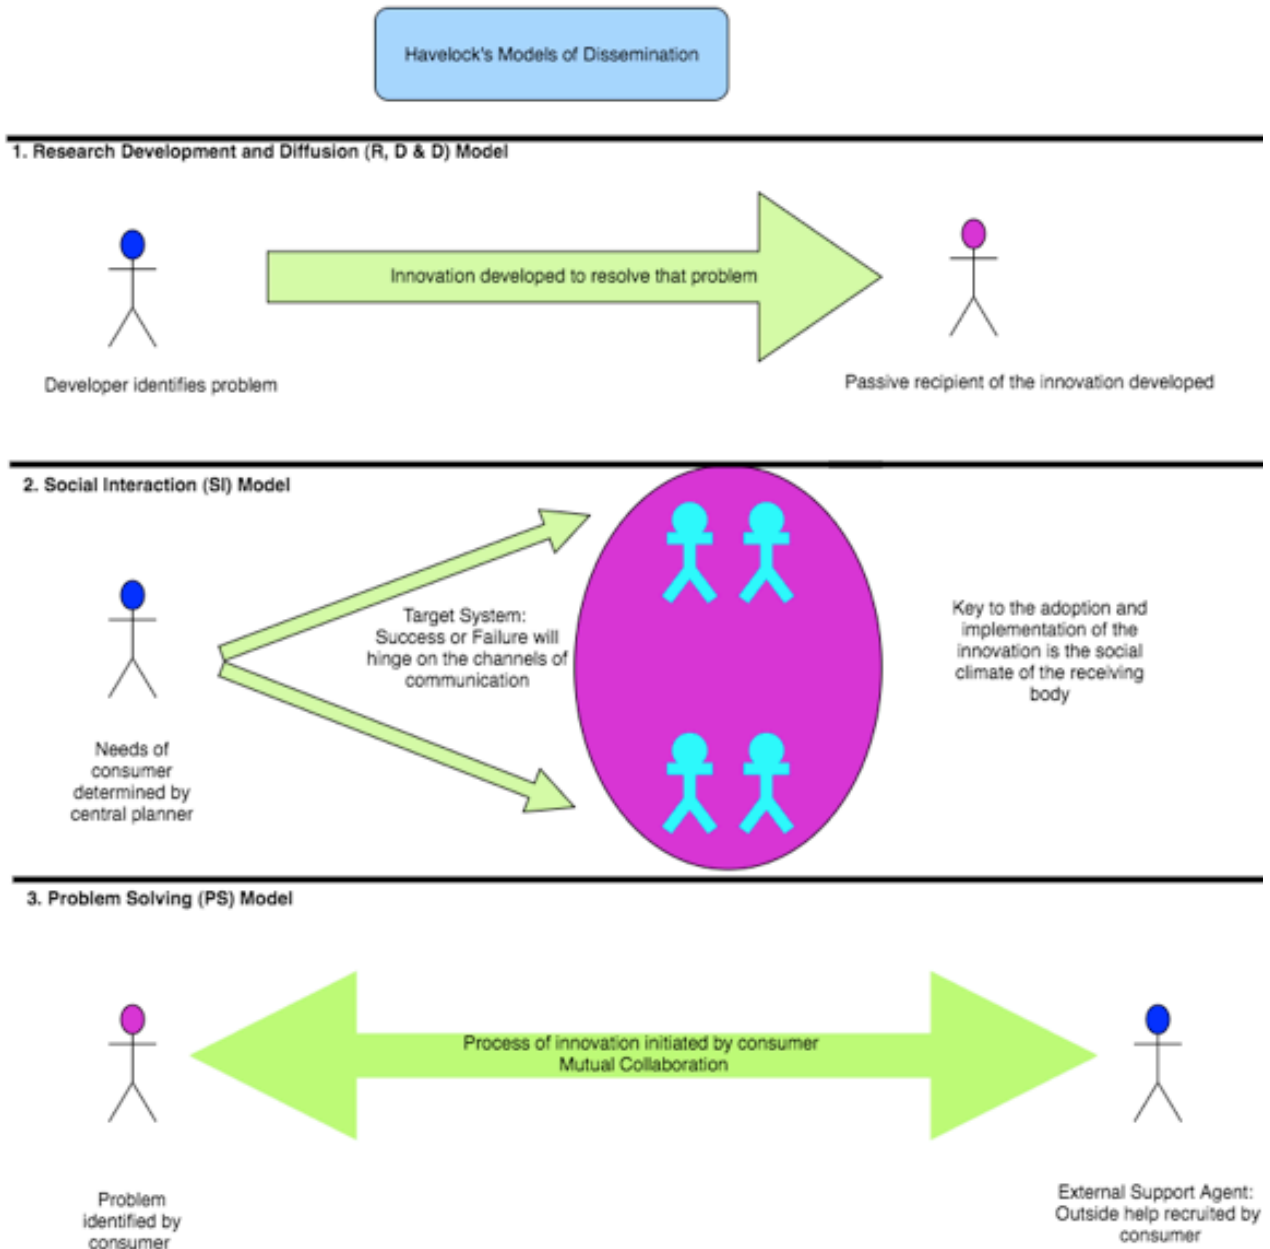 Havelock's Models of Dissemination
1. Research Development and Diffusion (R, D & D) Model
Innovation developed to resolve that problem
Developer identifies problem
Passive recipient of the innovation developed
2. Social Interaction (SI) Model
Target System:
Success or Failure will
hinge on the channels of
communication
Key to the adoption and
implementation of the
innovation is the social
climate of the receiving
body
Needs of
consumer
determined by
central planner
3. Problem Solving (PS) Model
Process of innovation initiated by consumer
Mutual Collaboration
Problem
identified by
consumer
External Support Agent:
Outside help recruited by
consumer